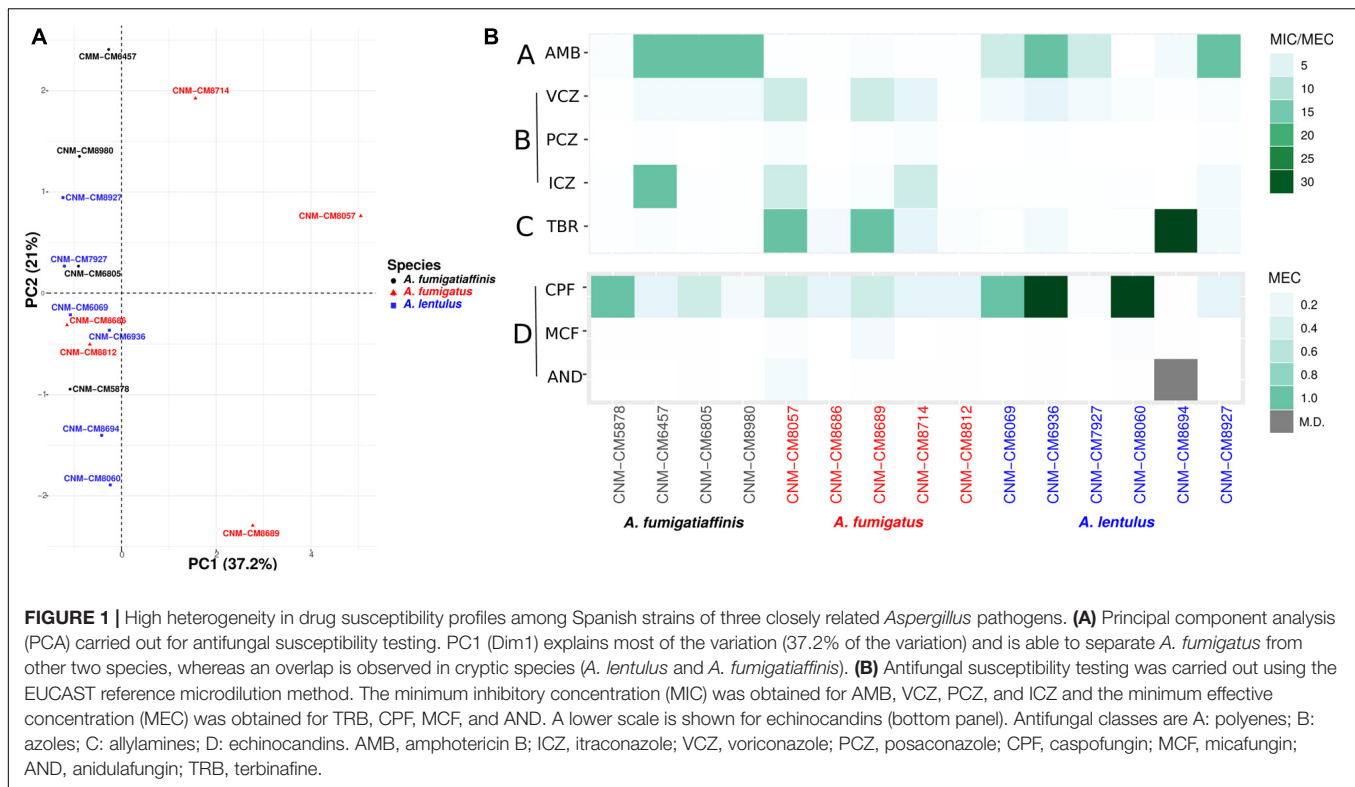 A
CMM-CM6457
CNM-CM8714
CNM-CM8980
CNM-CM8927
CNM-CM8057
CNM-CM7927
CNM-CM6805
CNM-CM6069
CNM-CM8686
CNM-CM6936
CNM-CM8812
CNM-CM5878
CNM-CM8694
CNM-CM8060
CNM-CM8689
2
1
0
-1
-2
PC2 (21%)
0 2 4
PC1 (37.2%)
Species
A. fumigatiaffinis
A. fumigatus
A. lentulus
B
A AMB
VCZ
B PCZ
ICZ
C TBR
CPF
D MCF
AND
MIC/MEC
5
10
15
20
25
30
MEC
0.2
0.4
0.6
0.8
1.0
M.D.
CNM-CM5878
CNM-CM6457
CNM-CM6805
CNM-CM8980
CNM-CM8057
CNM-CM8686
CNM-CM8689
CNM-CM8714
CNM-CM8812
CNM-CM6069
CNM-CM6936
CNM-CM7927
CNM-CM8060
CNM-CM8694
CNM-CM8927
A. fumigatiaffinis A. fumigatus A. lentulus
FIGURE 1 | High heterogeneity in drug susceptibility profiles among Spanish strains of three closely related Aspergillus pathogens. (A) Principal component analysis
(PCA) carried out for antifungal susceptibility testing. PC1 (Dim1) explains most of the variation (37.2% of the variation) and is able to separate A. fumigatus from
other two species, whereas an overlap is observed in cryptic species (A. lentulus and A. fumigatiaffinis). (B) Antifungal susceptibility testing was carried out using the
EUCAST reference microdilution method. The minimum inhibitory concentration (MIC) was obtained for AMB, VCZ, PCZ, and ICZ and the minimum effective
concentration (MEC) was obtained for TRB, CPF, MCF, and AND. A lower scale is shown for echinocandins (bottom panel). Antifungal classes are A: polyenes; B:
azoles; C: allylamines; D: echinocandins. AMB, amphotericin B; ICZ, itraconazole; VCZ, voriconazole; PCZ, posaconazole; CPF, caspofungin; MCF, micafungin;
AND, anidulafungin; TRB, terbinafine.